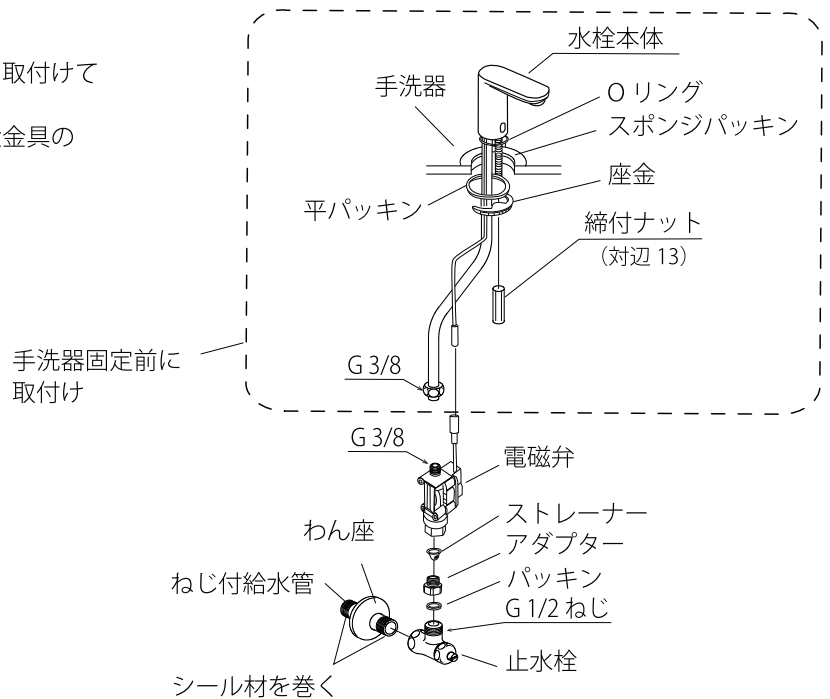 取付けて
金具の
水栓本体
手洗器
Oリング
スポンジパッキン
座金
平パッキン
締付ナット
（対辺 13）
手洗器固定前に
取付け
G 3/8
G 3/8
電磁弁
ストレーナー
わん座
アダプター
ねじ付給水管
パッキン
G 1/2 ねじ
止水栓
シール材を巻く